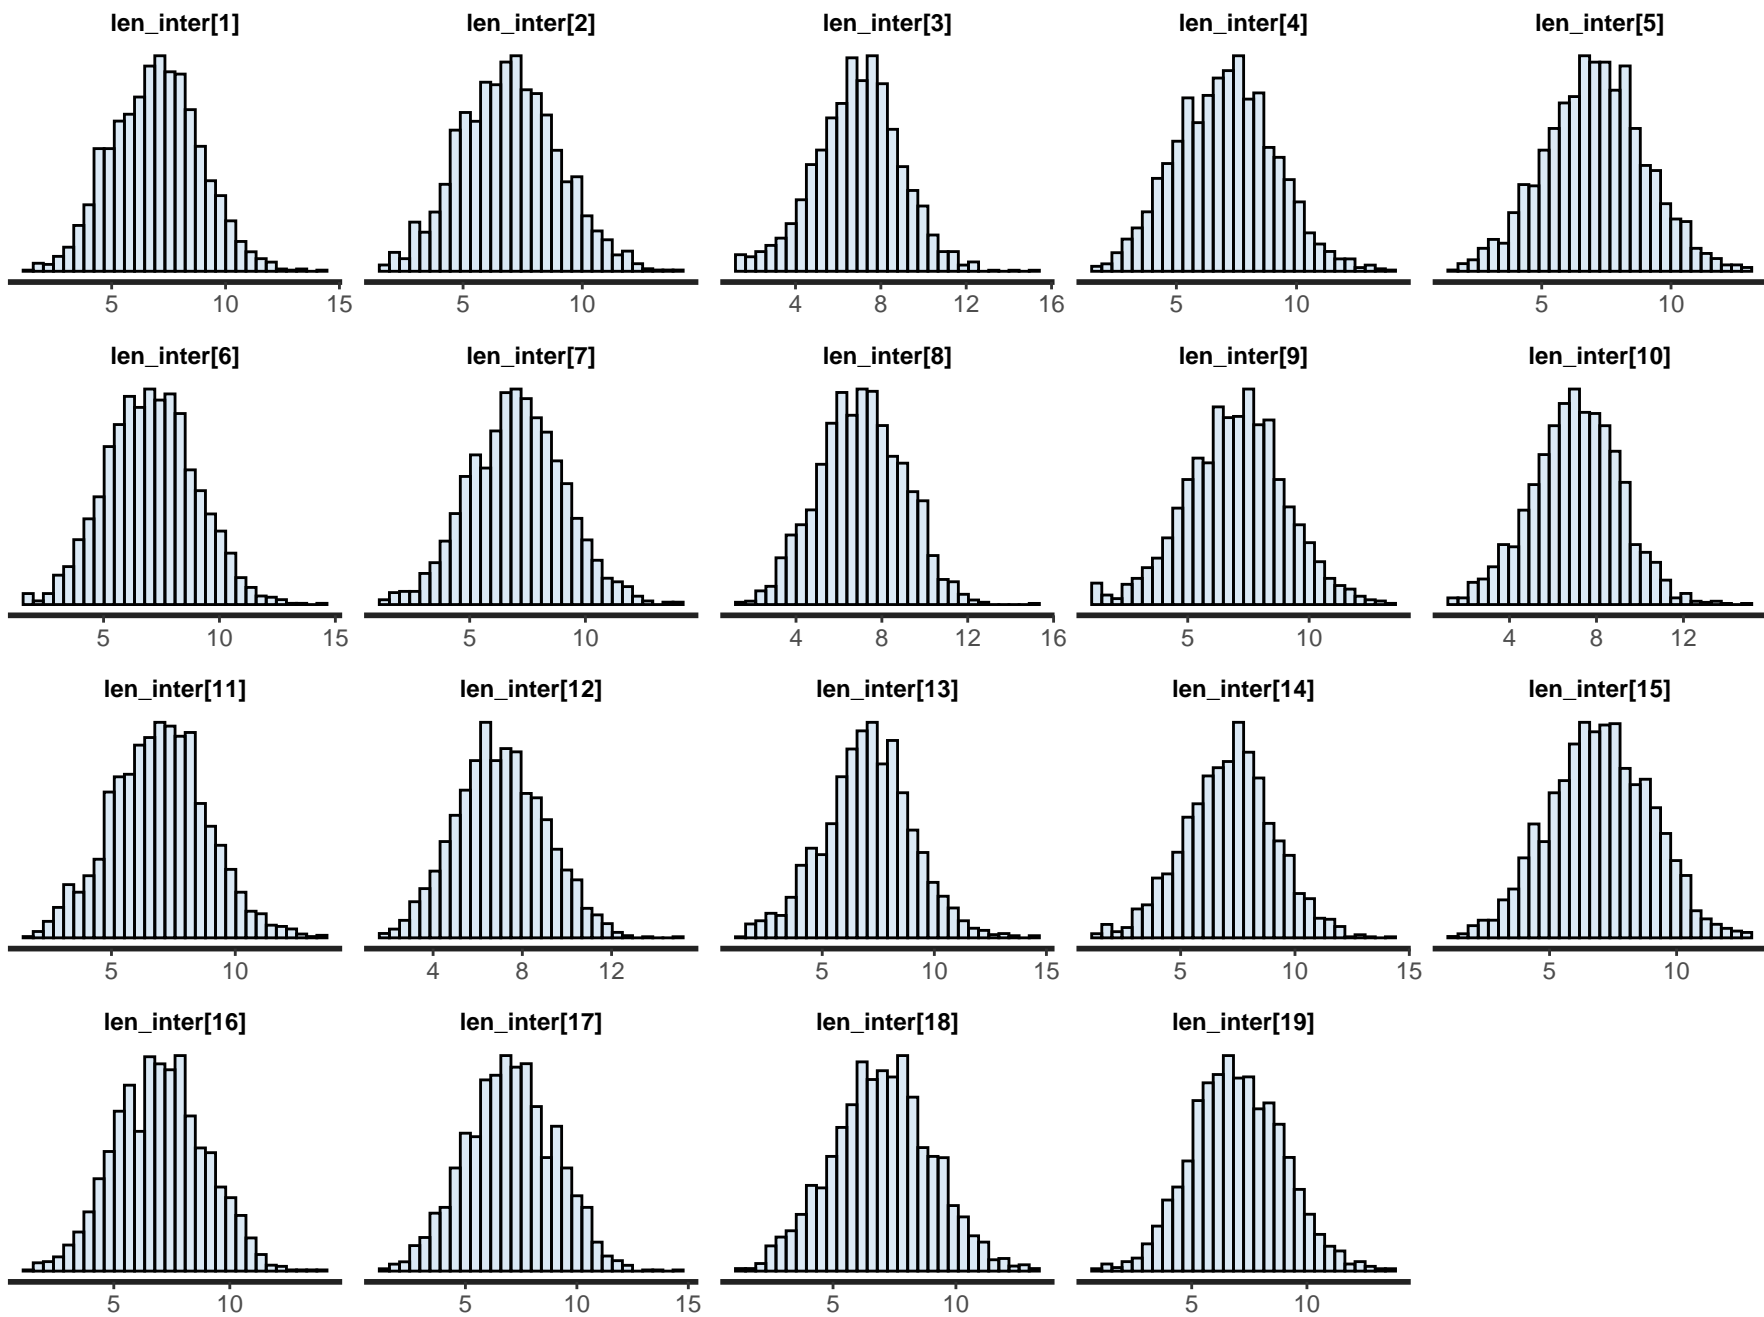 len_inter[1] len_inter[2] len_inter[3] len_inter[4] len_inter[5]
5 10 15 5 10 4 8 12 16 5 10 5 10
len_inter[6] len_inter[7] len_inter[8] len_inter[9] len_inter[10]
5 10 15 5 10 4 8 12 16 5 10 4 8 12
len_inter[11] len_inter[12] len_inter[13] len_inter[14] len_inter[15]
5 10 4 8 12 5 10 15 5 10 15 5 10
len_inter[16] len_inter[17] len_inter[18] len_inter[19]
5 10 5 10 15 5 10 5 10